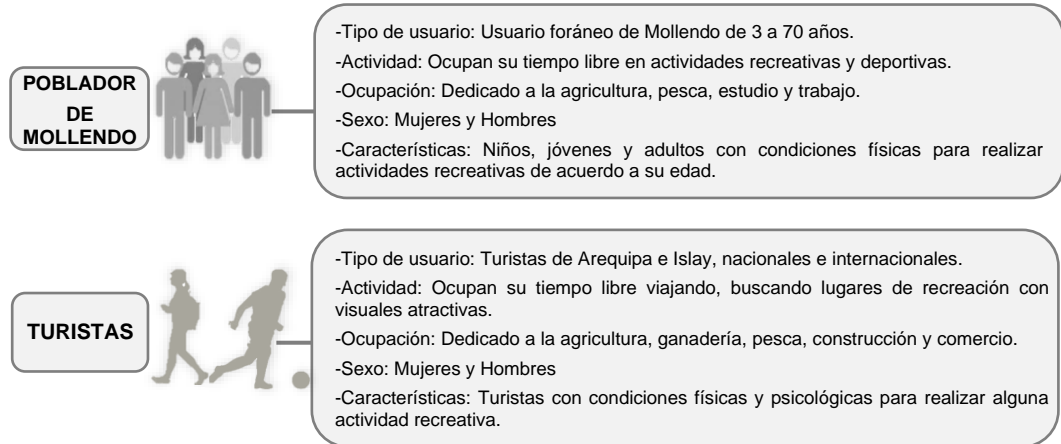 POBLADOR
DE
MOLLENDO
-Tipo de usuario: Usuario foráneo de Mollendo de 3 a 70 años.
-Actividad: Ocupan su tiempo libre en actividades recreativas y deportivas.
-Ocupación: Dedicado a la agricultura, pesca, estudio y trabajo.
-Sexo: Mujeres y Hombres
-Características: Niños, jóvenes y adultos con condiciones físicas para realizar
actividades recreativas de acuerdo a su edad.
TURISTAS
-Tipo de usuario: Turistas de Arequipa e Islay, nacionales e internacionales.
-Actividad: Ocupan su tiempo libre viajando, buscando lugares de recreación con
visuales atractivas.
-Ocupación: Dedicado a la agricultura, ganadería, pesca, construcción y comercio.
-Sexo: Mujeres y Hombres
-Características: Turistas con condiciones físicas y psicológicas para realizar alguna
actividad recreativa.